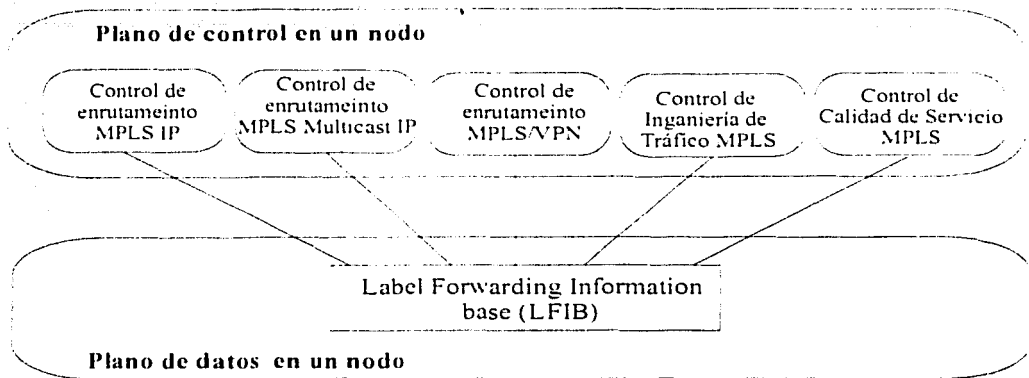 Plano de control en un nodo
Control de
enrutameinto
MPLS IP
Control de
enrutameinto
MPLS Multicast IP
Control de
enrutameinto
MPLS/VPN
Control de
Inganiería de
Tráfico MPLS
Control de
Calidad de Servicio
MPLS
Label Forwarding Information
base (LFIB)
Plano de datos en un nodo